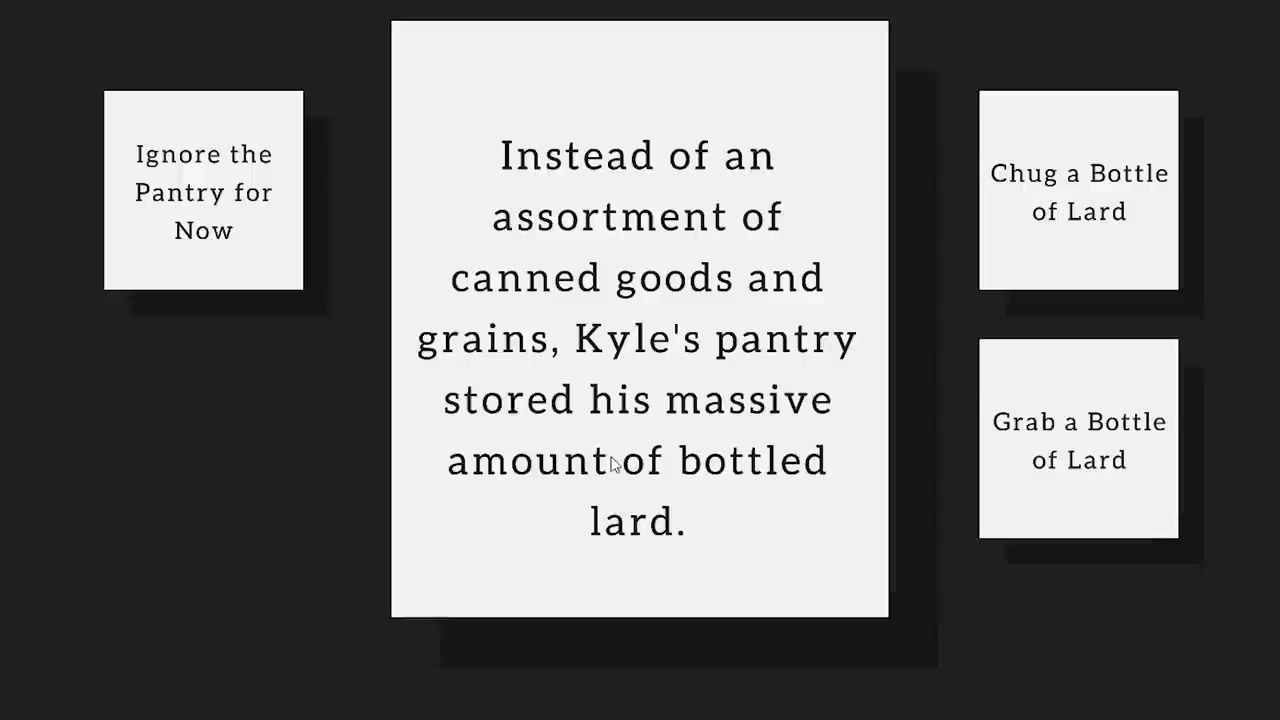 Ignore the
Pantry for
Now
Instead of an
assortment of
canned goods and
grains, Kyle's pantry
stored his massive
amount of bottled
lard.
Chug a Bottle
of Lard
Grab a Bottle
of Lard